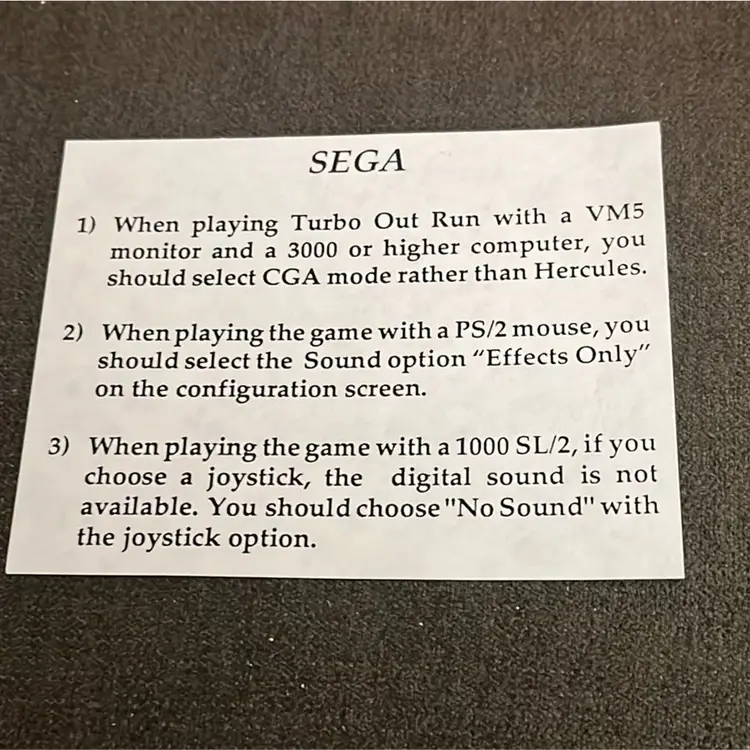 SEGA
1) When playing Turbo Out Run with a VM5
monitor and a 3000 or higher computer, you
should select CGA mode rather than Hercules.
2) When playing the game with a PS/2 mouse, you
should select the Sound option “Effects Only”
on the configuration screen.
3) When playing the game with a 1000 SL/2, if you
choose a joystick, the digital sound is not
available. You should choose "No Sound" with
the joystick option.